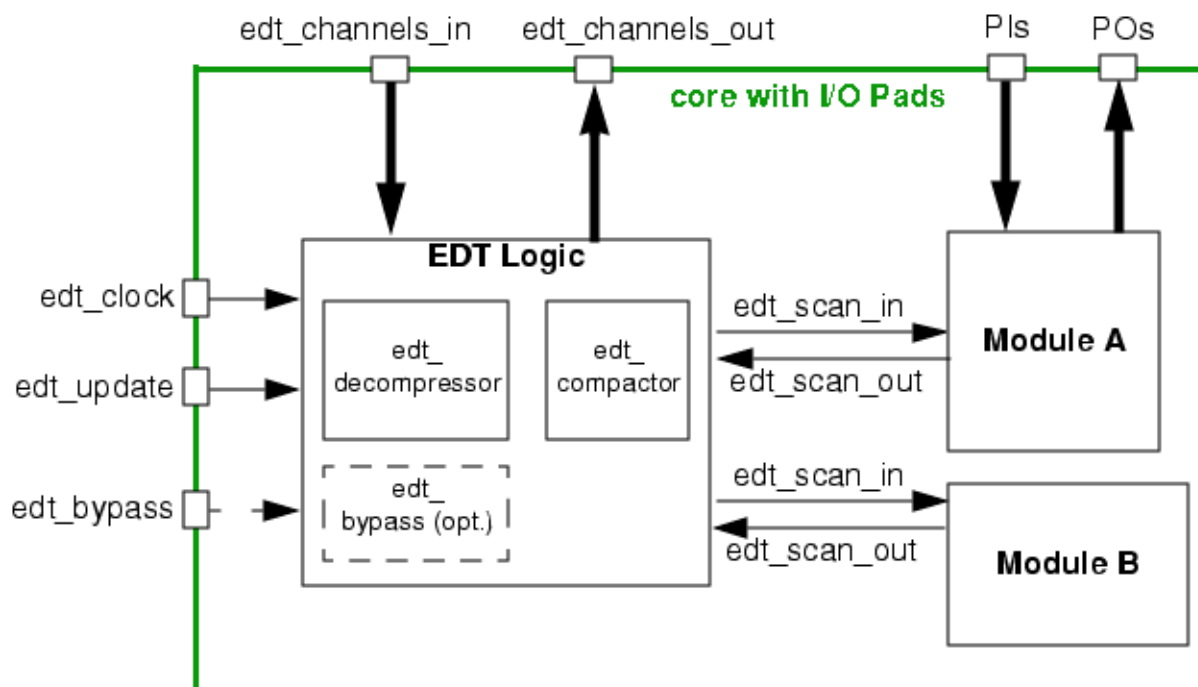 edt_channels_in
edt_channels_out
PIs
POs
core with I/O Pads
EDT Logic
edt_clock
edt_update
edt_bypass
edt_
decompressor
edt_
compactor
edt_
bypass (opt.)
edt_scan_in
edt_scan_out
Module A
edt_scan_in
edt_scan_out
Module B